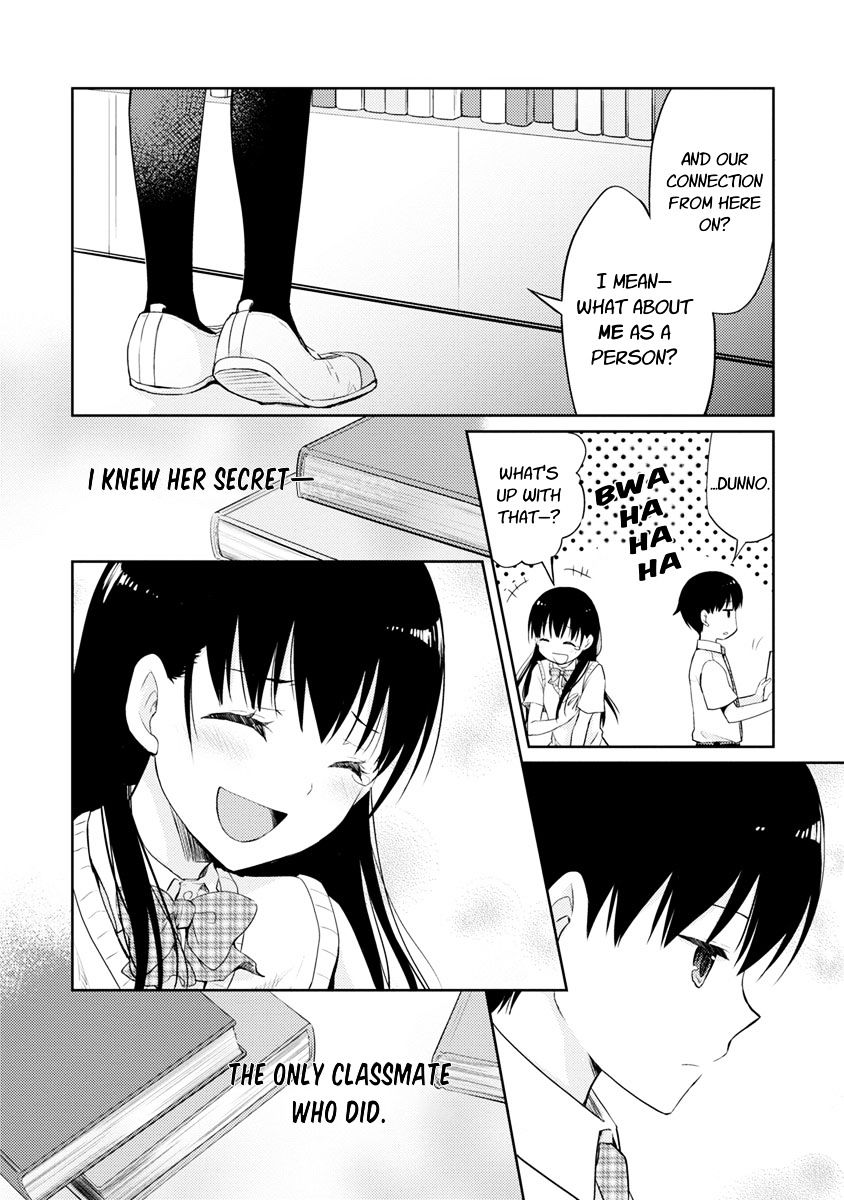 AND OUR
CONNECTION
FROM HERE
ON?
I MEAN—
WHAT ABOUT
ME AS A
PERSON?
...DUNNO.
BWA
HA
HA
HA
WHAT'S
UP WITH
THAT—?
I KNEW HER SECRET—
THE ONLY CLASSMATE
WHO DID.